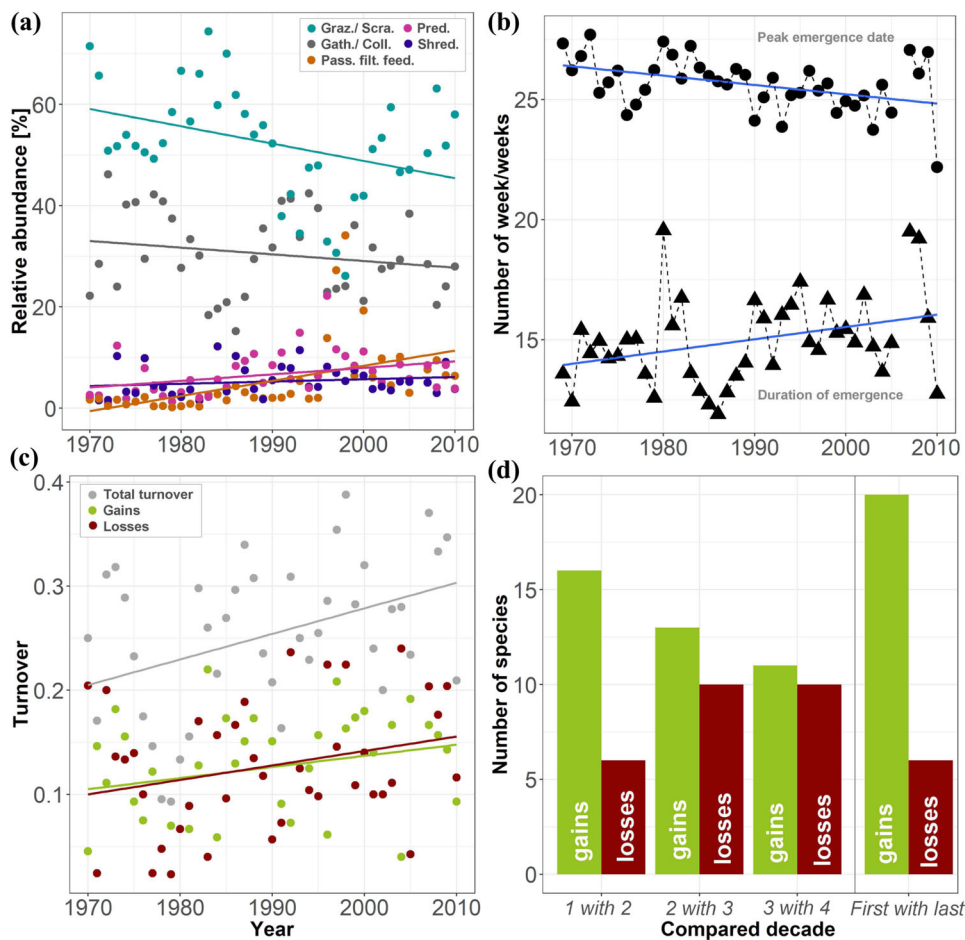 (a)
Graz./ Scra.
Pred.
Gath./ Coll.
Shred.
Pass. filt. feed.
Relative abundance [%]
60
40
20
0
1970
1980
1990
2000
2010
(b)
Peak emergence date
Number of week/weeks
25
20
15
Duration of emergence
1970
1980
1990
2000
2010
(c)
Total turnover
Gains
Losses
Turnover
0.4
0.3
0.2
0.1
1970
1980
1990
2000
2010
Year
(d)
Number of species
20
15
10
5
0
gains
losses
gains
losses
gains
losses
gains
losses
1 with 2
2 with 3
3 with 4
First with last
Compared decade